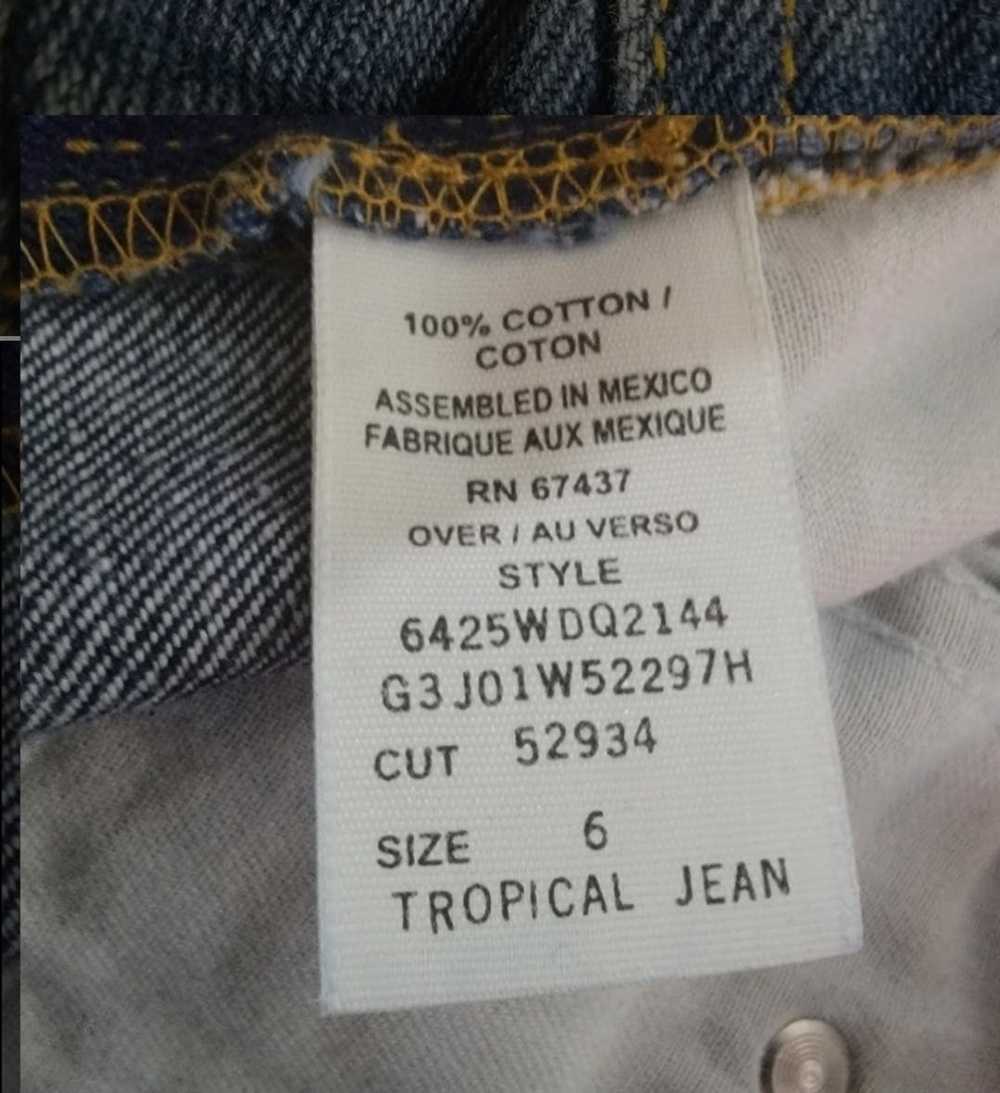 100% COTTON /
COTON
ASSEMBLED IN MEXICO
FABRIQUE AUX MEXIQUE
RN 67437
OVER / AU VERSO
STYLE
6425WDQ2144
G3J01W52297H
CUT 52934
SIZE 6
TROPICAL JEAN